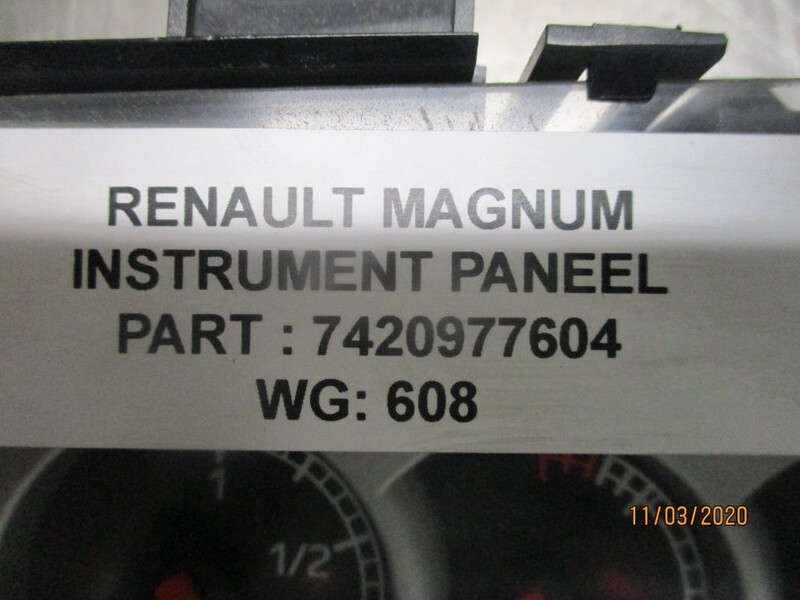 RENAULT MAGNUM
INSTRUMENT PANEEL
PART : 7420977604
WG: 608
1
1/2
11/03/2020